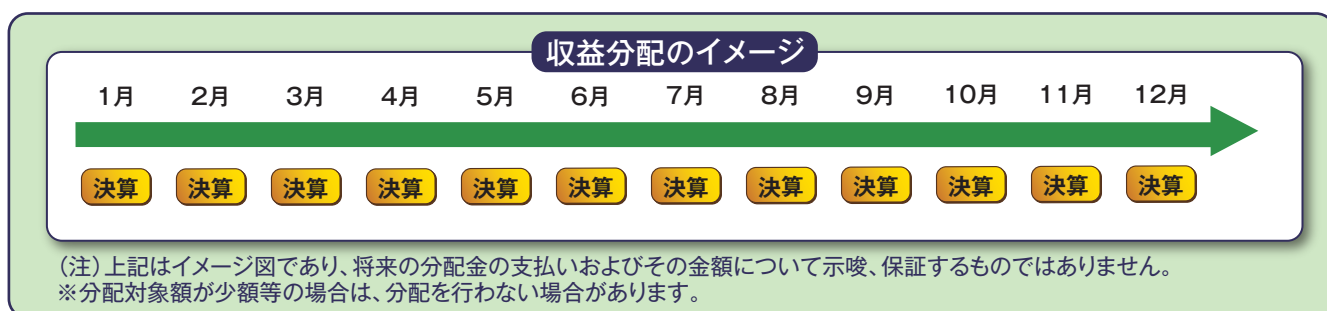 収益分配のイメージ
1月 2月 3月 4月 5月 6月 7月 8月 9月 10月 11月 12月
決算 決算 決算 決算 決算 決算 決算 決算 決算 決算 決算 決算
(注)上記はイメージ図であり、将来の分配金の支払いおよびその金額について示唆、保証するものではありません。
※分配対象額が少額等の場合は、分配を行わない場合があります。